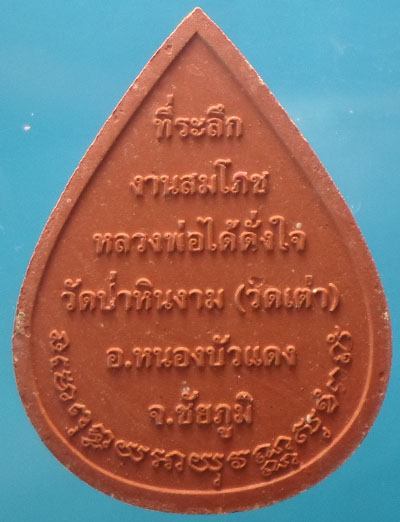 ที่ระลึก
งานสมโภช
หลวงพ่อได้ดั่งใจ
วัดป่าหินงาม (วัดเต่า)
อ.หนองบัวแดง
จ.ชัยภูมิ